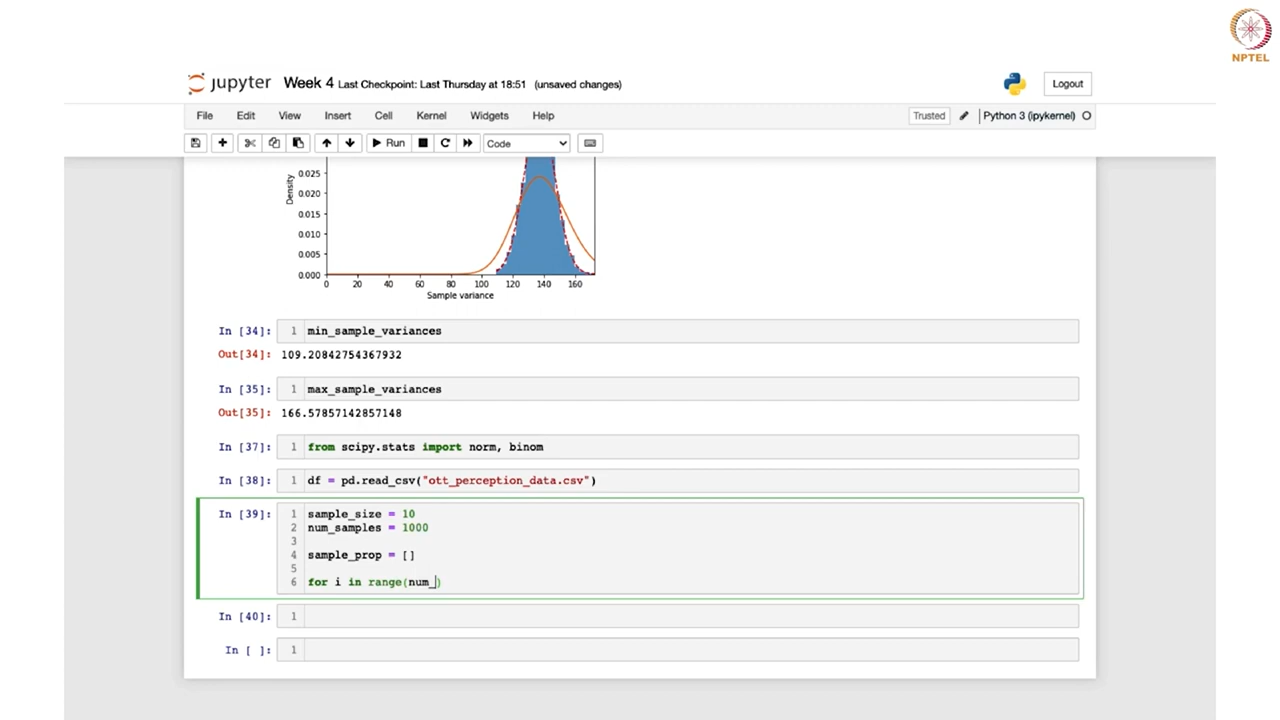 NPTEL
jupyter Week 4 Last Checkpoint: Last Thursday at 18:51 (unsaved changes) Logout
File Edit View Insert Cell Kernel Widgets Help Trusted Python 3 (ipykernel)
Run Code
0.025
0.020
0.015
0.010
0.005
0.000
Density
0 20 40 60 80 100 120 140 160
Sample variance
In [34]: 1 min_sample_variances
Out[34]: 109.20842754367932
In [35]: 1 max_sample_variances
Out[35]: 166.57857142857148
In [37]: 1 from scipy.stats import norm, binom
In [38]: 1 df = pd.read_csv("ott_perception_data.csv")
In [39]: 1 sample_size = 10
2 num_samples = 1000
3
4 sample_prop = []
5
6 for i in range(num_)
In [40]: 1
In [ ]: 1